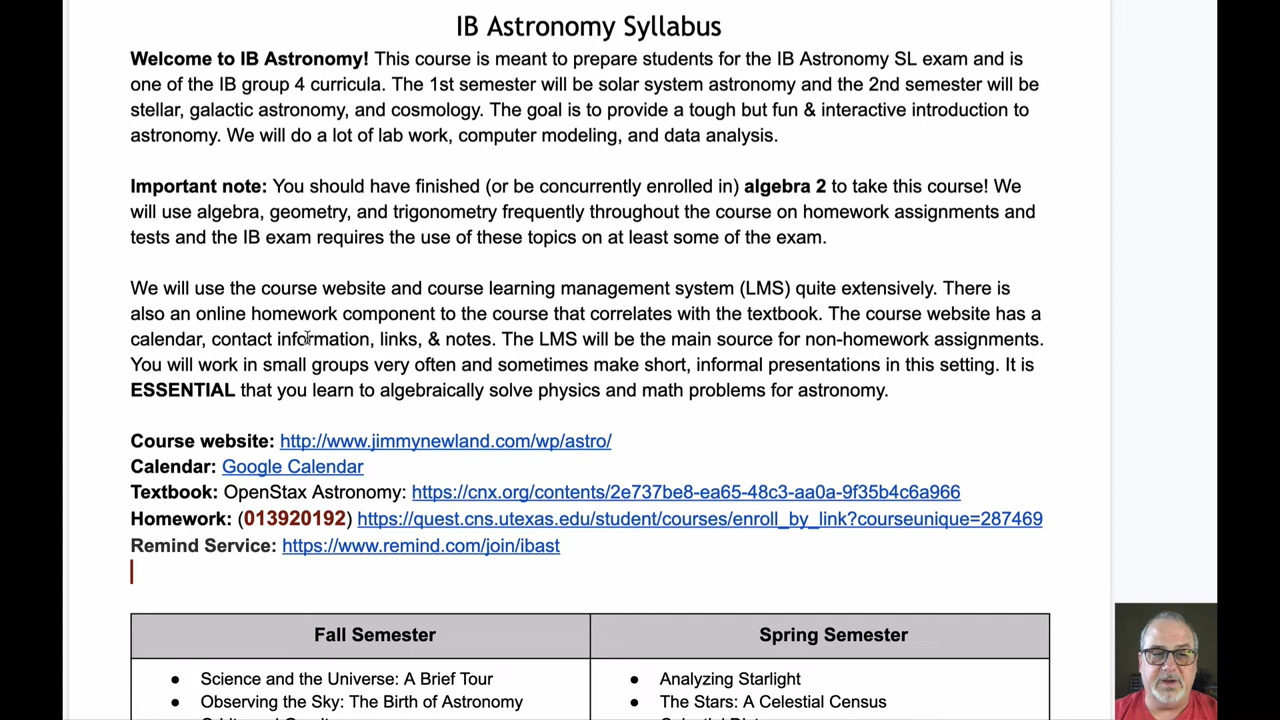 IB Astronomy Syllabus
Welcome to IB Astronomy! This course is meant to prepare students for the IB Astronomy SL exam and is
one of the IB group 4 curricula. The 1st semester will be solar system astronomy and the 2nd semester will be
stellar, galactic astronomy, and cosmology. The goal is to provide a tough but fun & interactive introduction to
astronomy. We will do a lot of lab work, computer modeling, and data analysis.
Important note: You should have finished (or be concurrently enrolled in) algebra 2 to take this course! We
will use algebra, geometry, and trigonometry frequently throughout the course on homework assignments and
tests and the IB exam requires the use of these topics on at least some of the exam.
We will use the course website and course learning management system (LMS) quite extensively. There is
also an online homework component to the course that correlates with the textbook. The course website has a
calendar, contact information, links, & notes. The LMS will be the main source for non-homework assignments.
You will work in small groups very often and sometimes make short, informal presentations in this setting. It is
ESSENTIAL that you learn to algebraically solve physics and math problems for astronomy.
Course website: http://www.jimmynewland.com/wp/astro/
Calendar: Google Calendar
Textbook: OpenStax Astronomy: https://cnx.org/contents/2e737be8-ea65-48c3-aa0a-9f35b4c6a966
Homework: (013920192) https://quest.cns.utexas.edu/student/courses/enroll_by_link?courseunique=287469
Remind Service: https://www.remind.com/join/ibast
Fall Semester
Spring Semester
● Science and the Universe: A Brief Tour
● Observing the Sky: The Birth of Astronomy
● Analyzing Starlight
● The Stars: A Celestial Census